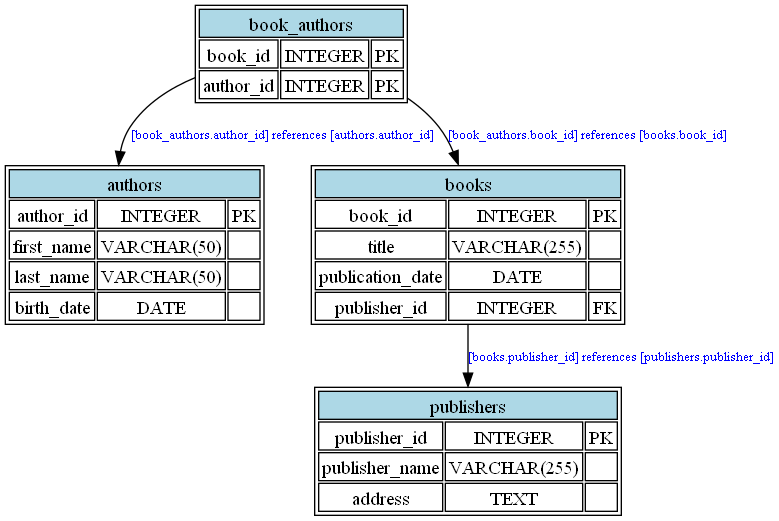 book_authors
book_id INTEGER PK
author_id INTEGER PK
[book_authors.author_id] references [authors.author_id]
[book_authors.book_id] references [books.book_id]
authors
author_id INTEGER PK
first_name VARCHAR(50)
last_name VARCHAR(50)
birth_date DATE
books
book_id INTEGER PK
title VARCHAR(255)
publication_date DATE
publisher_id INTEGER FK
[books.publisher_id] references [publishers.publisher_id]
publishers
publisher_id INTEGER PK
publisher_name VARCHAR(255)
address TEXT